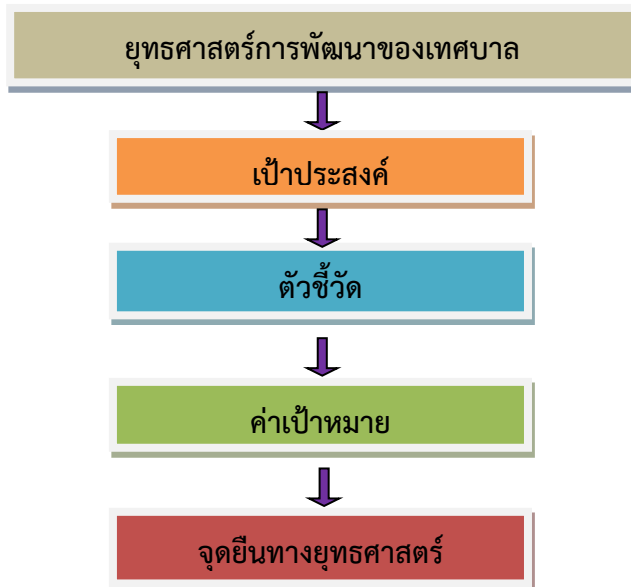 ยุทธศาสตร์การพัฒนาของเทศบาล
เป้าประสงค์
ตัวชี้วัด
ค่าเป้าหมาย
จุดยืนทางยุทธศาสตร์